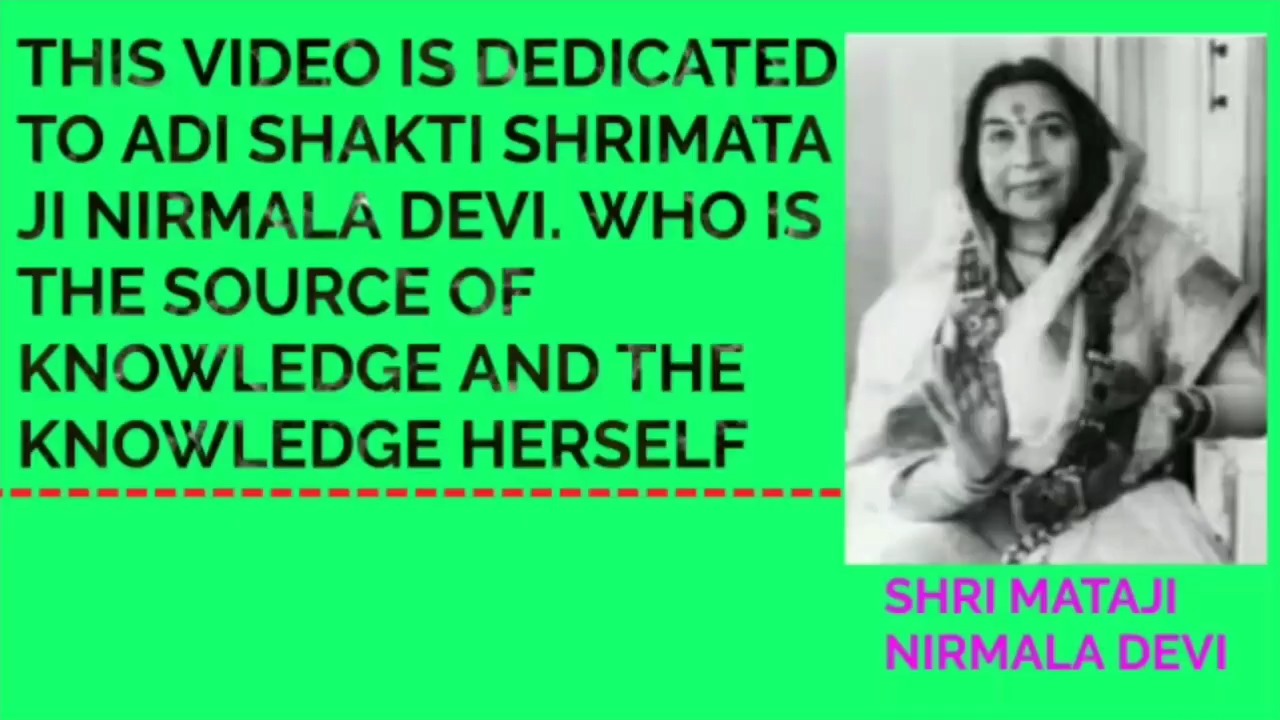 THIS VIDEO IS DEDICATED
TO ADI SHAKTI SHRIMATA
JI NIRMALA DEVI. WHO IS
THE SOURCE OF
KNOWLEDGE AND THE
KNOWLEDGE HERSELF
SHRI MATAJI
NIRMALA DEVI